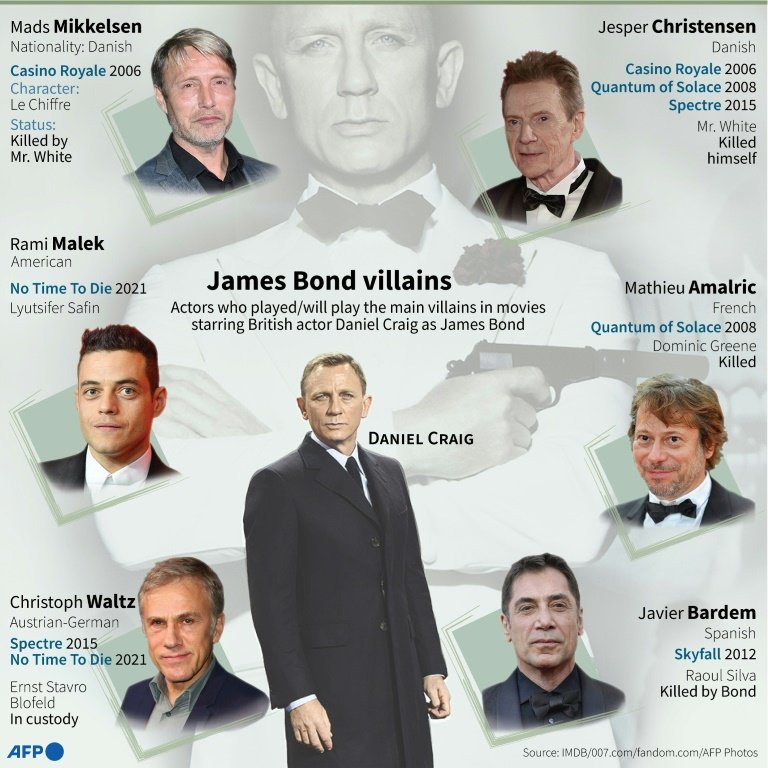 Mads Mikkelsen
Nationality: Danish
Casino Royale 2006
Character:
Le Chiffre
Status:
Killed by
Mr. White
Jesper Christensen
Danish
Casino Royale 2006
Quantum of Solace 2008
Spectre 2015
Mr. White
Killed
himself
Rami Malek
American
No Time To Die 2021
Lyutsifer Safin
James Bond villains
Actors who played/will play the main villains in movies
starring British actor Daniel Craig as James Bond
Mathieu Amalric
French
Quantum of Solace 2008
Dominic Greene
Killed
DANIEL CRAIG
Christoph Waltz
Austrian-German
Spectre 2015
No Time To Die 2021
Ernst Stavro
Blofeld
In custody
Javier Bardem
Spanish
Skyfall 2012
Raoul Silva
Killed by Bond
AFP
Source: IMDB/007.com/fandom.com/AFP Photos